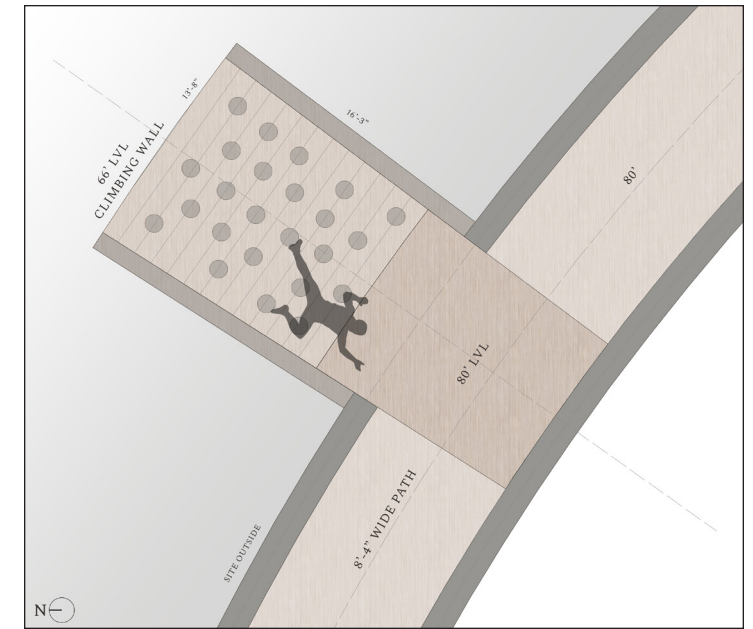 13'-8"
16'-3"
66' LVL
CLIMBING WALL
80'
80' LVL
8'-4" WIDE PATH
SITE OUTSIDE
N